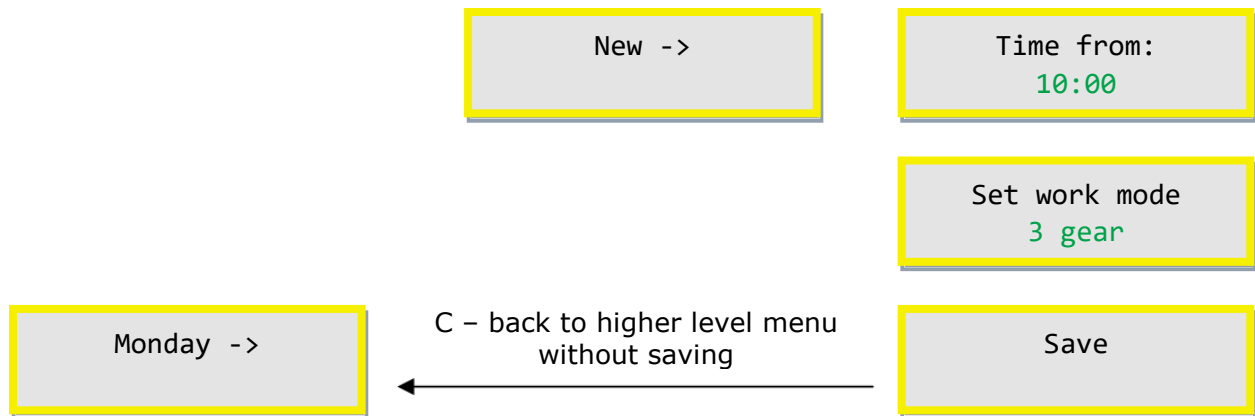 New ->
Time from:
10:00
Set work mode
3 gear
Monday ->
C – back to higher level menu
without saving
Save